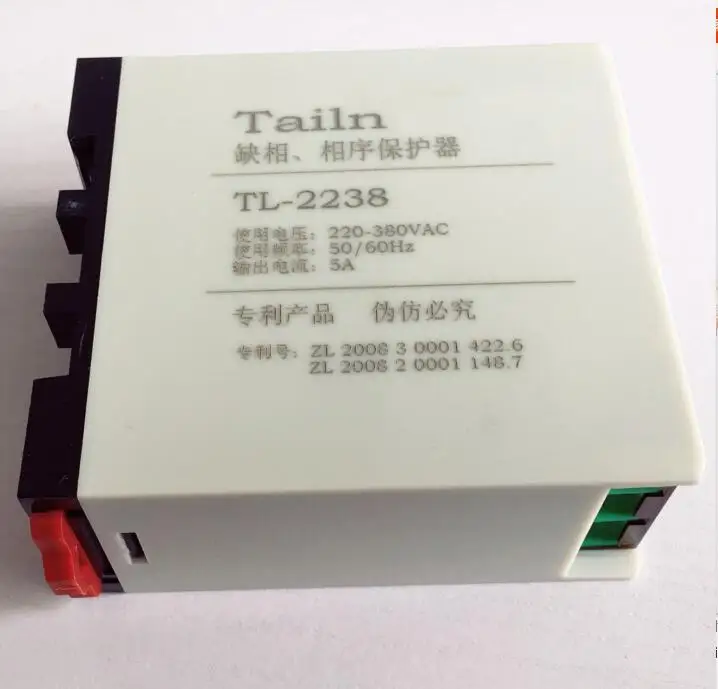 Tailn
缺相、相序保护器
TL-2238
使用电压：220-380VAC
使用频率：50/60Hz
输出电流：5A
专利产品 伪仿必究
专利号：ZL 2008 3 0001 422.6
ZL 2008 2 0001 148.7